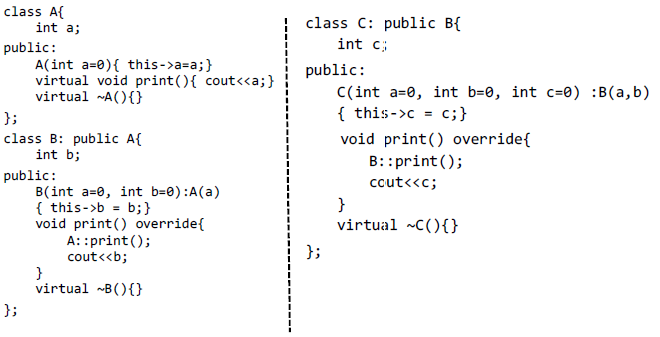 class A{
int a;
public:
A(int a=0){ this->a=a;}
virtual void print(){ cout<<a;}
virtual ~A(){}
};
class B: public A{
int b;
public:
B(int a=0, int b=0):A(a)
{ this->b = b;}
void print() override{
A::print();
cout<<b;
}
virtual ~B(){}
};
class C: public B{
int c;
public:
C(int a=0, int b=0, int c=0) :B(a,b)
{ this->c = c;}
void print() override{
B::print();
cout<<c;
}
virtual ~C(){}
};